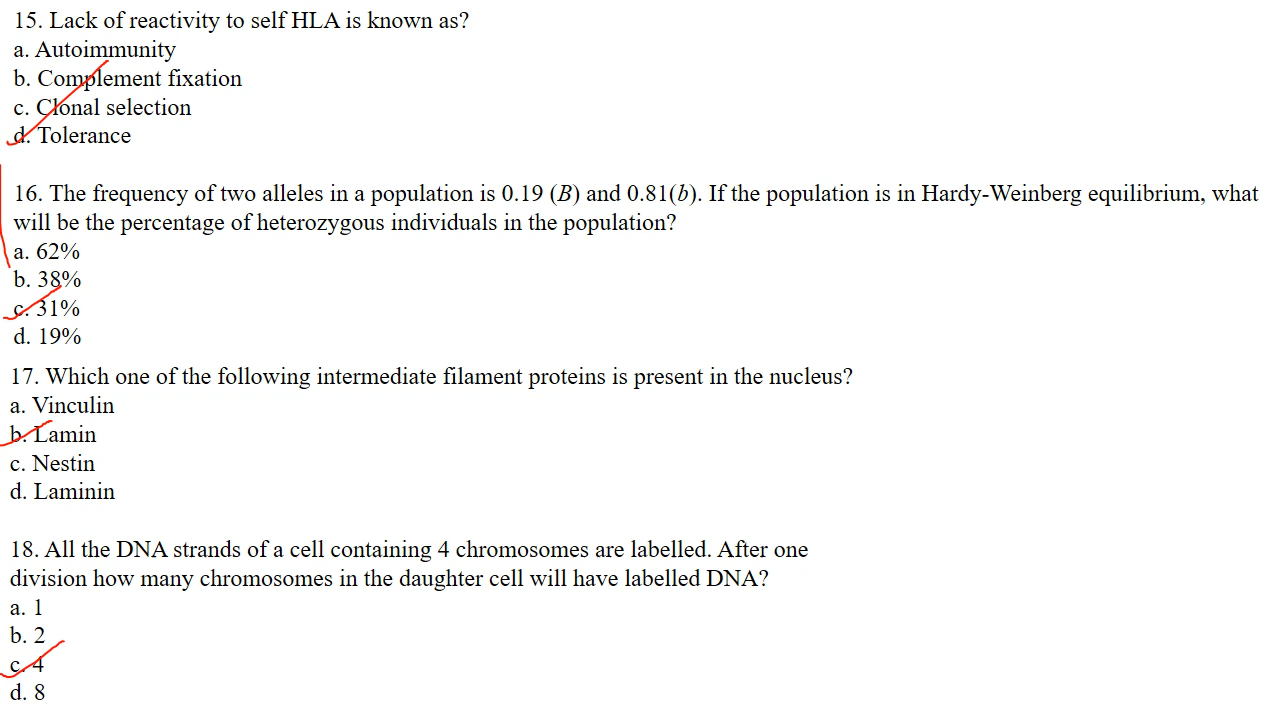 15. Lack of reactivity to self HLA is known as?
a. Autoimmunity
b. Complement fixation
c. Clonal selection
d. Tolerance
16. The frequency of two alleles in a population is 0.19 (B) and 0.81(b). If the population is in Hardy-Weinberg equilibrium, what
will be the percentage of heterozygous individuals in the population?
a. 62%
b. 38%
c. 31%
d. 19%
17. Which one of the following intermediate filament proteins is present in the nucleus?
a. Vinculin
b. Lamin
c. Nestin
d. Laminin
18. All the DNA strands of a cell containing 4 chromosomes are labelled. After one
division how many chromosomes in the daughter cell will have labelled DNA?
a. 1
b. 2
c. 4
d. 8